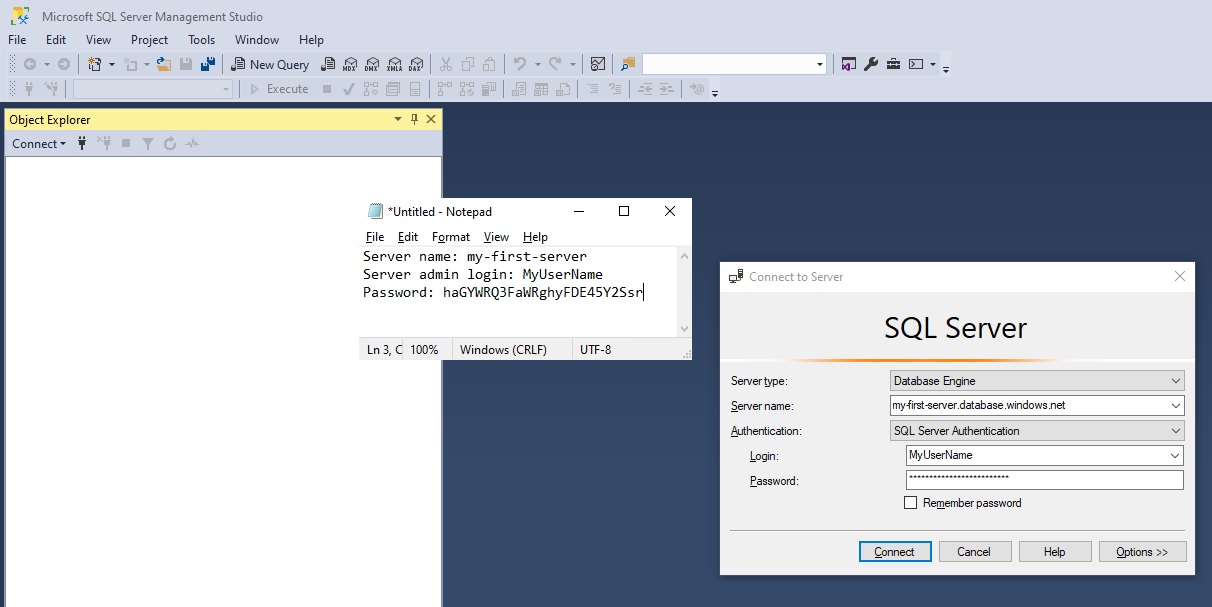 Microsoft SQL Server Management Studio
File Edit View Project Tools Window Help
New Query MDX DMX XMLA DAX
Execute
Object Explorer
Connect
*Untitled - Notepad
File Edit Format View Help
Server name: my-first-server
Server admin login: MyUserName
Password: haGYWRQ3FaWRghyFDE45Y2Ssr
Ln 3, C 100% Windows (CRLF) UTF-8
Connect to Server
SQL Server
Server type: Database Engine
Server name: my-first-server.database.windows.net
Authentication: SQL Server Authentication
Login: MyUserName
Password: *************************
Remember password
Connect Cancel Help Options >>